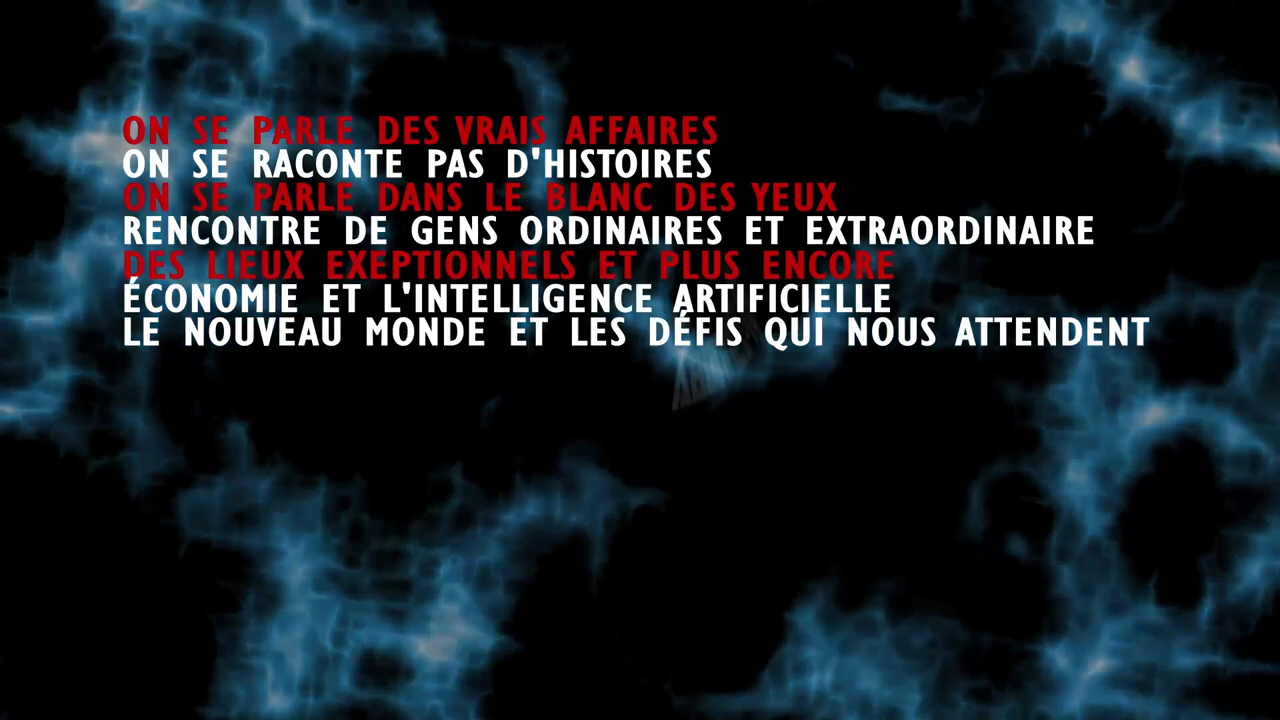 ON SE PARLE DES VRAIS AFFAIRES
ON SE RACONTE PAS D'HISTOIRES
ON SE PARLE DANS LE BLANC DES YEUX
RENCONTRE DE GENS ORDINAIRES ET EXTRAORDINAIRE
DES LIEUX EXEPTIONNELS ET PLUS ENCORE
ÉCONOMIE ET L'INTELLIGENCE ARTIFICIELLE
LE NOUVEAU MONDE ET LES DÉFIS QUI NOUS ATTENDENT